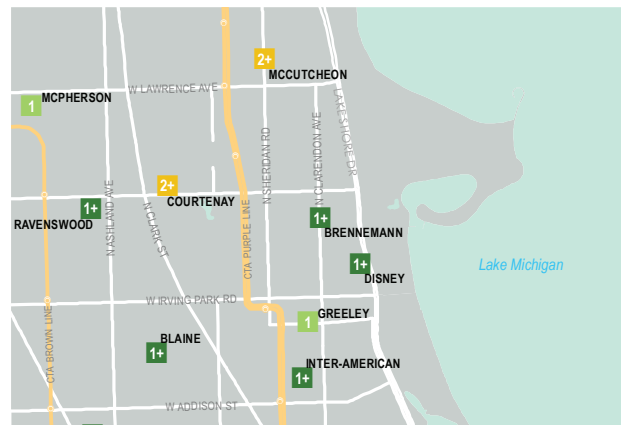 2+
MCCUTCHEON
W LAWRENCE AVE
1
MCPHERSON
LAKE SHORE DR
N SHERIDAN RD
N CLARENDON AVE
2+
COURTENAY
N ASHLAND AVE
N CLARK ST
1+
RAVENSWOOD
1+
BRENNEMANN
CTA PURPLE LINE
1+
DISNEY
Lake Michigan
W IRVING PARK RD
1
GREELEY
CTA BROWN LINE
1+
BLAINE
1+
INTER-AMERICAN
W ADDISON ST